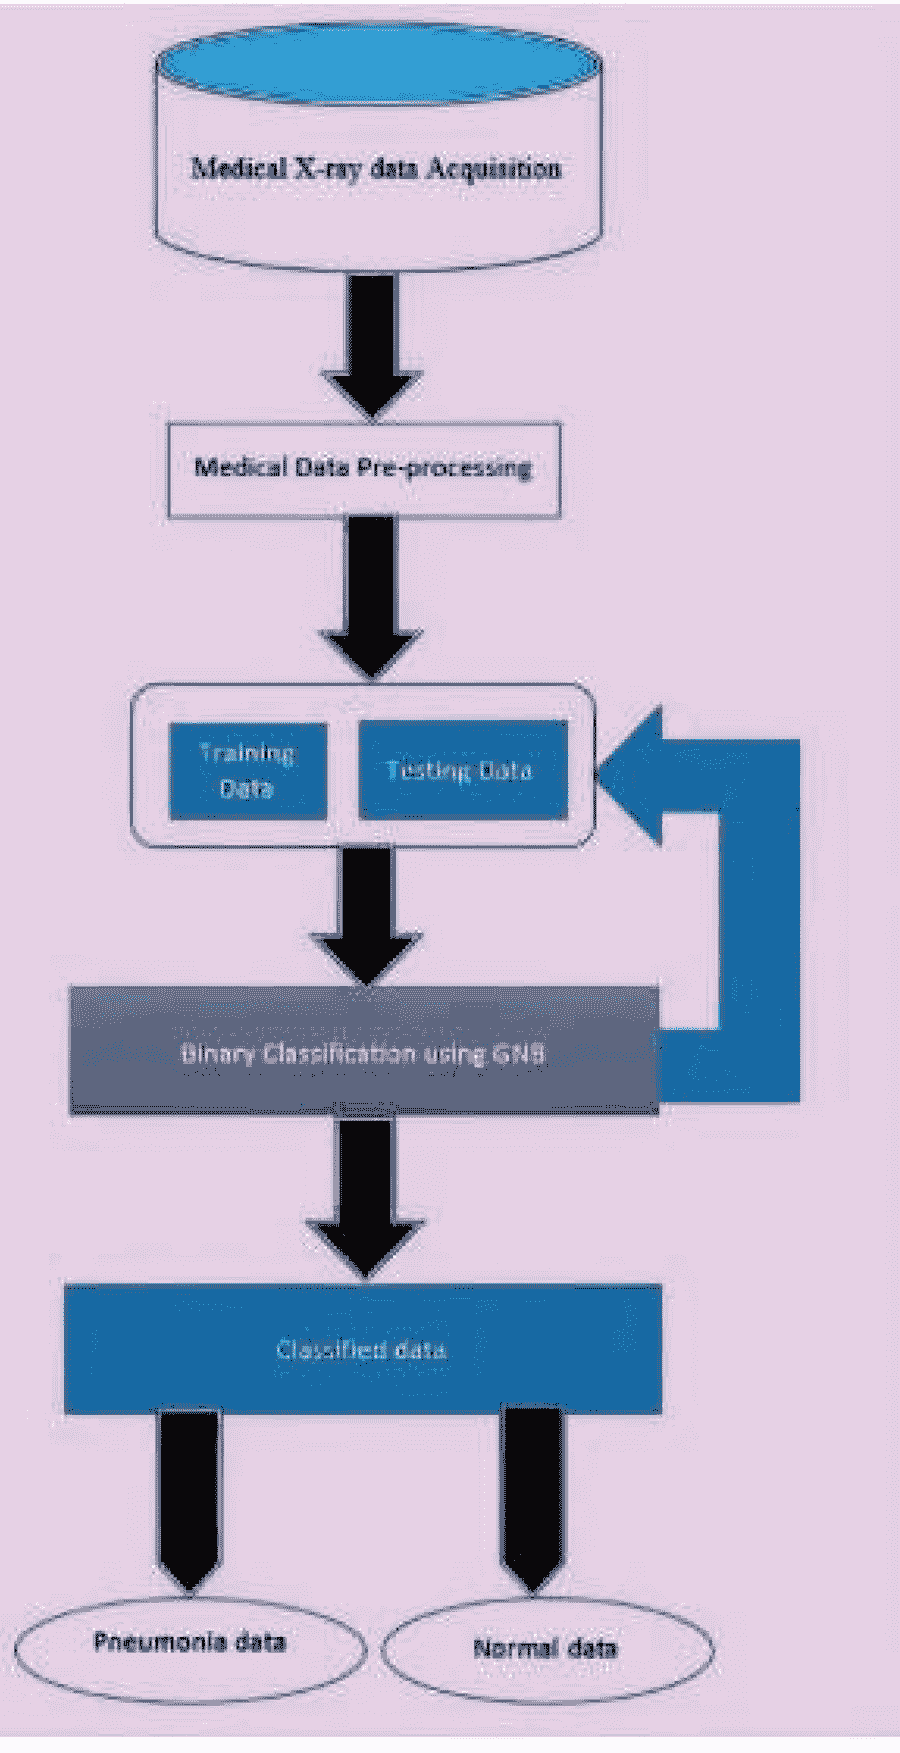 Medical X-ray data Acquisition
Medical Data Pre-processing
Training
Data
Testing Data
Binary Classification using GNB
Classified data
Pneumonia data
Normal data